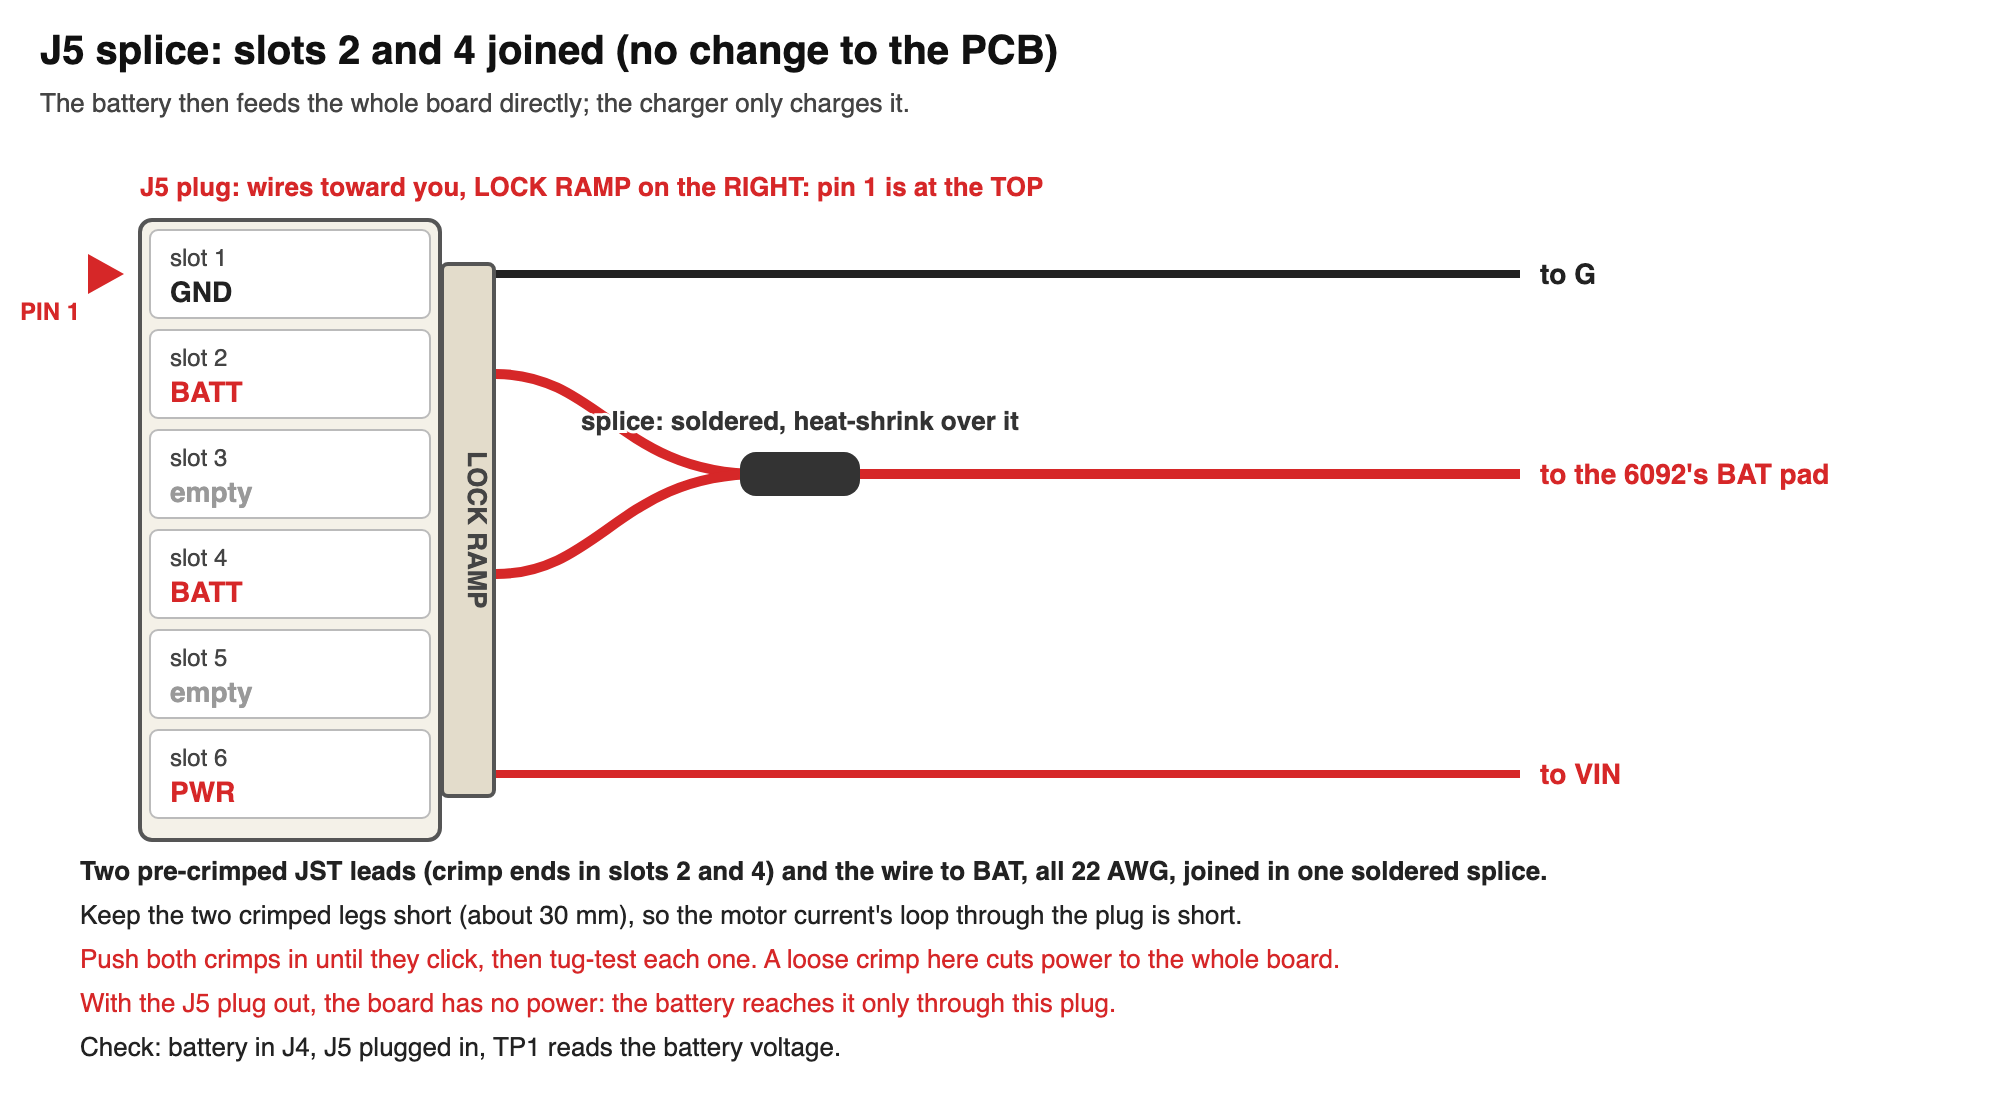 J5 splice: slots 2 and 4 joined (no change to the PCB)
The battery then feeds the whole board directly; the charger only charges it.
J5 plug: wires toward you, LOCK RAMP on the RIGHT: pin 1 is at the TOP
slot 1
GND
to G
PIN 1
slot 2
BATT
splice: soldered, heat-shrink over it
slot 3
empty
to the 6092's BAT pad
LOCK RAMP
slot 4
BATT
slot 5
empty
slot 6
PWR
to VIN
Two pre-crimped JST leads (crimp ends in slots 2 and 4) and the wire to BAT, all 22 AWG, joined in one soldered splice.
Keep the two crimped legs short (about 30 mm), so the motor current's loop through the plug is short.
Push both crimps in until they click, then tug-test each one. A loose crimp here cuts power to the whole board.
With the J5 plug out, the board has no power: the battery reaches it only through this plug.
Check: battery in J4, J5 plugged in, TP1 reads the battery voltage.